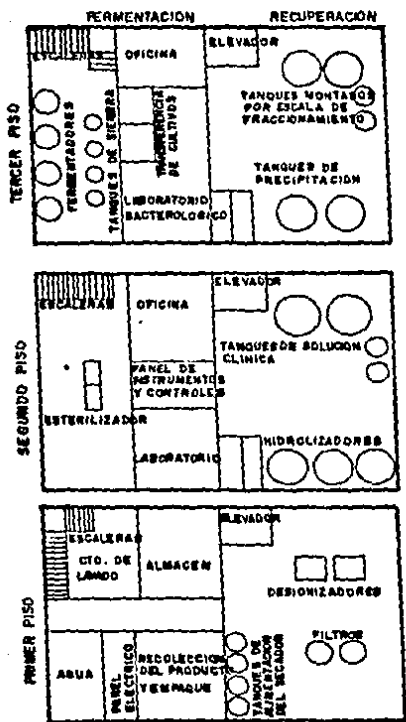 FERMENTACION
RECUPERACION
TERCER PISO
ESCALERAS
OFICINA
ELEVADOR
FERMENTADORES
TANQUES DE SIEMBRA
TRANSFERENCIA
DE CULTIVOS
LABORATORIO
BACTEROLOGICO
TANQUES MONTADOS
POR ESCALA DE
FRACCIONAMIENTO
TANQUES DE
PRECIPITACION
SEGUNDO PISO
ESCALERAS
OFICINA
ELEVADOR
ESTERILIZADOR
PANEL DE
INSTRUMENTOS
Y CONTROLES
LABORATORIO
TANQUES DE SOLUCION
CLINICA
HIDROLIZADORES
PRIMER PISO
ESCALERAS
CTO. DE
LAVADO
ALMACEN
ELEVADOR
DESIONIZADORES
AGUA
PANEL
ELECTRICO
RECOLECCION
DEL PRODUCTO
Y EMPAQUE
TANQUES DE
ALIMENTACION
DEL SECADOR
FILTROS